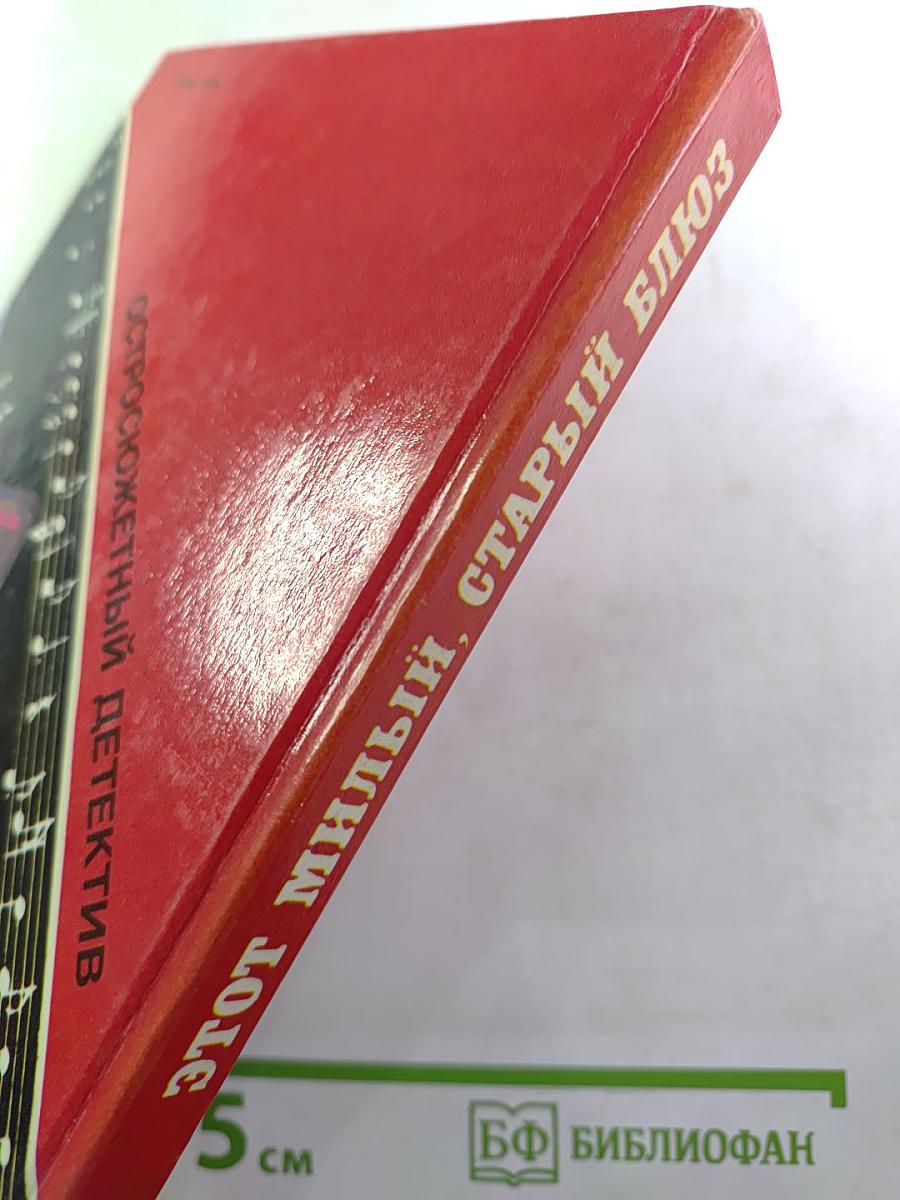 ОСТРОСЮЖЕТНЫЙ ДЕТЕКТИВ
ЭТОТ МИЛЫЙ, СТАРЫЙ БЛЮЗ
5 см
БФ БИБЛИОФАН